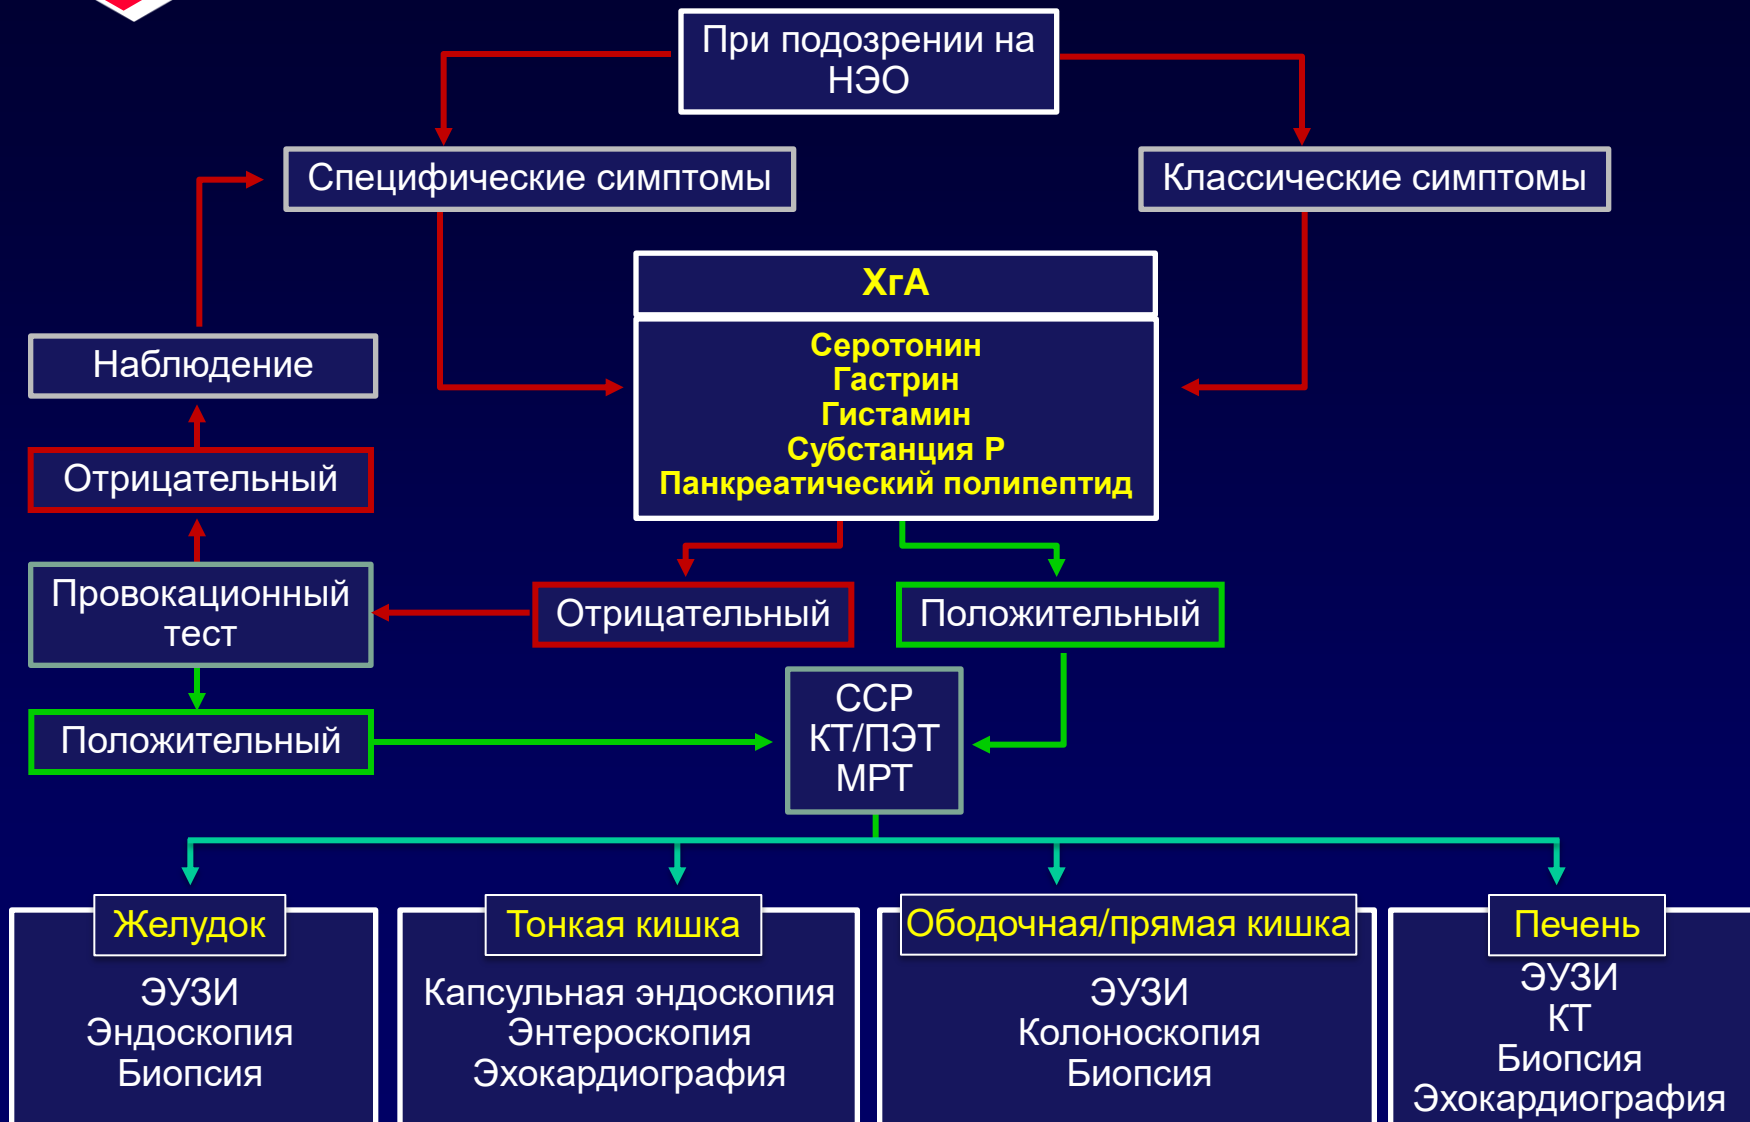 При подозрении на
НЭО
Специфические симптомы
Классические симптомы
ХгА
Серотонин
Гастрин
Гистамин
Субстанция Р
Панкреатический полипептид
Наблюдение
Отрицательный
Провокационный
тест
Отрицательный
Положительный
Положительный
ССР
КТ/ПЭТ
МРТ
Желудок
ЭУЗИ
Эндоскопия
Биопсия
Тонкая кишка
Капсульная эндоскопия
Энтероскопия
Эхокардиография
Ободочная/прямая кишка
ЭУЗИ
Колоноскопия
Биопсия
Печень
ЭУЗИ
КТ
Биопсия
Эхокардиография